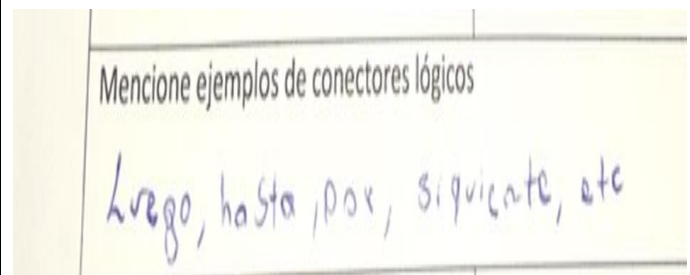 Mencione ejemplos de conectores lógicos
Luego, hasta, por, siguiente, etc